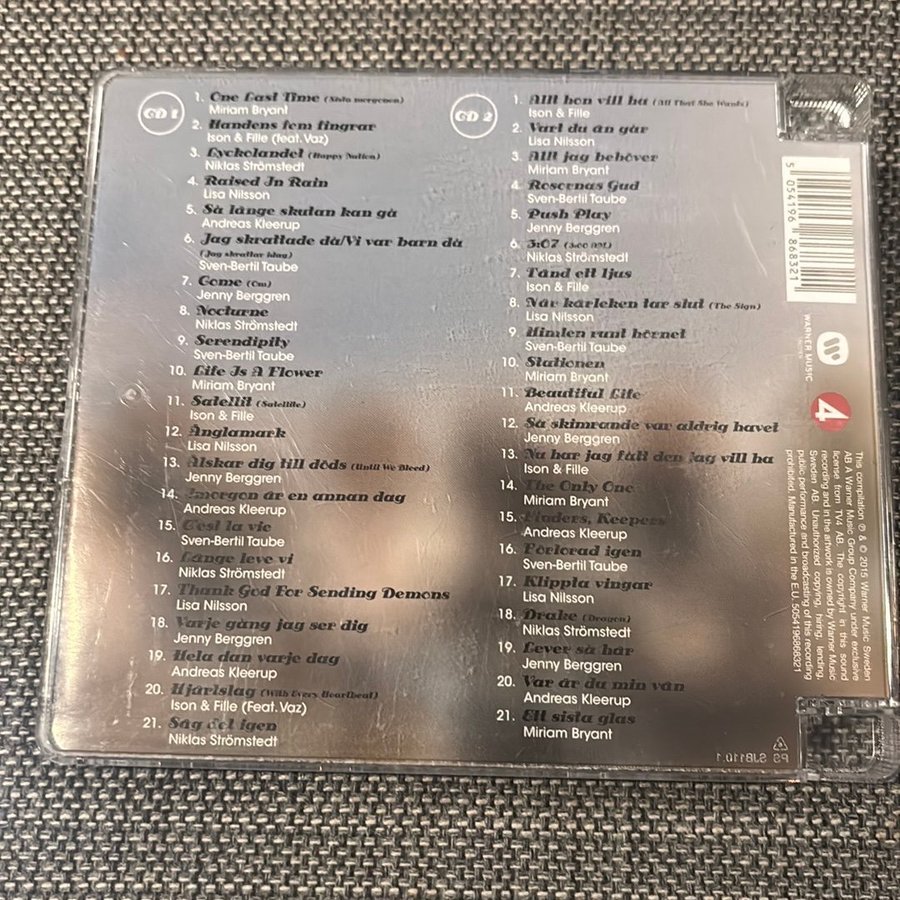 CD 1
1. One Last Time (Sista morgonen)
Miriam Bryant
2. Handens fem fingrar
Ison & Fille (feat. Vaz)
3. Lyckolandet (Happy Nation)
Niklas Strömstedt
4. Raised In Rain
Lisa Nilsson
5. Så länge skutan kan gå
Andreas Kleerup
6. Jag skrattade då/Vi var barn då
(Jag skrattar idag)
Sven-Bertil Taube
7. Come (Om)
Jenny Berggren
8. Nocturne
Niklas Strömstedt
9. Serendipity
Sven-Bertil Taube
10. Life Is A Flower
Miriam Bryant
11. Satellit (Satellite)
Ison & Fille
12. Änglamark
Lisa Nilsson
13. Älskar dig till döds (Until We Bleed)
Jenny Berggren
14. Imorgon är en annan dag
Andreas Kleerup
15. C'est la vie
Sven-Bertil Taube
16. Länge leve vi
Niklas Strömstedt
17. Thank God For Sending Demons
Lisa Nilsson
18. Varje gång jag ser dig
Jenny Berggren
19. Hela dan varje dag
Andreas Kleerup
20. Hjärtslag (With Every Heartbeat)
Ison & Fille (Feat. Vaz)
21. Säg det igen
Niklas Strömstedt
CD 2
1. Allt hon vill ha (All That She Wants)
Ison & Fille
2. Vart du än går
Lisa Nilsson
3. Allt jag behöver
Miriam Bryant
4. Rosornas Gud
Sven-Bertil Taube
5. Push Play
Jenny Berggren
6. 3:07
Niklas Strömstedt
7. Tänd ett ljus
Ison & Fille
8. När kärleken tar slut (The Sign)
Lisa Nilsson
9. Himlen runt hörnet
Sven-Bertil Taube
10. Stationen
Miriam Bryant
11. Beautiful Life
Andreas Kleerup
12. Så skimrande var aldrig havet
Jenny Berggren
13. Nu har jag fått den jag vill ha
Ison & Fille
14. The Only One
Miriam Bryant
15. Finders, Keepers
Andreas Kleerup
16. Förlorad igen
Sven-Bertil Taube
17. Klippta vingar
Lisa Nilsson
18. Drake (Dragon)
Niklas Strömstedt
19. Lever så här
Jenny Berggren
20. Var är du min vän
Andreas Kleerup
21. Ett sista glas
Miriam Bryant
5 054196 868321
WARNER MUSIC
SWEDEN
4
This compilation ℗ & © 2015 Warner Music Sweden
AB A Warner Music Group Company under exclusive
license from TV4 AB. The copyright in this sound
recording and in the artwork is owned by Warner Music
Sweden AB. Unauthorized copying, hiring, lending,
public performance and broadcasting of this recording
prohibited. Manufactured in the E.U. 5054196868321
PS SJB110.1